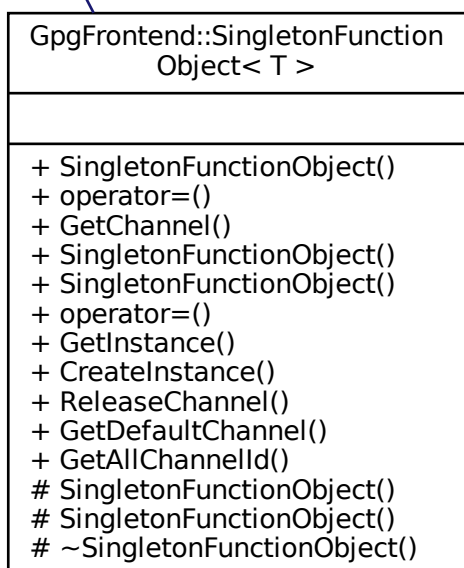 GpgFrontend::SingletonFunction
Object< T >
+ SingletonFunctionObject()
+ operator=()
+ GetChannel()
+ SingletonFunctionObject()
+ SingletonFunctionObject()
+ operator=()
+ GetInstance()
+ CreateInstance()
+ ReleaseChannel()
+ GetDefaultChannel()
+ GetAllChannelId()
# SingletonFunctionObject()
# SingletonFunctionObject()
# ~SingletonFunctionObject()